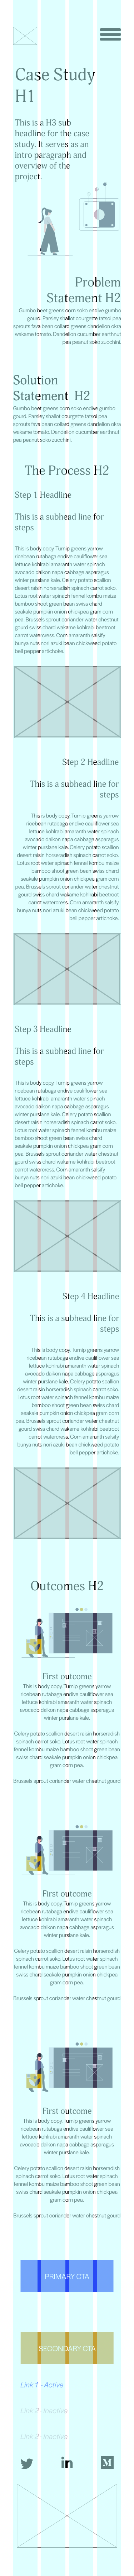 Case Study
H1
This is a H3 sub
headline for the case
study. It serves as an
intro paragraph and
overview of the
project.
Problem
Statement H2
Gumbo beet greens corn soko endive gumbo
gourd. Parsley shallot courgette tatsoi pea
sprouts fava bean collard greens dandelion okra
wakame tomato. Dandelion cucumber earthnut
pea peanut soko zucchini.
Solution
Statement H2
Gumbo beet greens corn soko endive gumbo
gourd. Parsley shallot courgette tatsoi pea
sprouts fava bean collard greens dandelion okra
wakame tomato. Dandelion cucumber earthnut
pea peanut soko zucchini.
The Process H2
Step 1 Headline
This is a subhead line for
steps
This is body copy. Turnip greens yarrow
ricebean rutabaga endive cauliflower sea
lettuce kohlrabi amaranth water spinach
avocado daikon napa cabbage asparagus
winter purslane kale. Celery potato scallion
desert raisin horseradish spinach carrot soko.
Lotus root water spinach fennel kombu maize
bamboo shoot green bean swiss chard
seakale pumpkin onion chickpea gram corn
pea. Brussels sprout coriander water chestnut
gourd swiss chard wakame kohlrabi beetroot
carrot watercress. Corn amaranth salsify
bunya nuts nori azuki bean chickweed potato
bell pepper artichoke.
Step 2 Headline
This is a subhead line for
steps
This is body copy. Turnip greens yarrow
ricebean rutabaga endive cauliflower sea
lettuce kohlrabi amaranth water spinach
avocado daikon napa cabbage asparagus
winter purslane kale. Celery potato scallion
desert raisin horseradish spinach carrot soko.
Lotus root water spinach fennel kombu maize
bamboo shoot green bean swiss chard
seakale pumpkin onion chickpea gram corn
pea. Brussels sprout coriander water chestnut
gourd swiss chard wakame kohlrabi beetroot
carrot watercress. Corn amaranth salsify
bunya nuts nori azuki bean chickweed potato
bell pepper artichoke.
Step 3 Headline
This is a subhead line for
steps
This is body copy. Turnip greens yarrow
ricebean rutabaga endive cauliflower sea
lettuce kohlrabi amaranth water spinach
avocado daikon napa cabbage asparagus
winter purslane kale. Celery potato scallion
desert raisin horseradish spinach carrot soko.
Lotus root water spinach fennel kombu maize
bamboo shoot green bean swiss chard
seakale pumpkin onion chickpea gram corn
pea. Brussels sprout coriander water chestnut
gourd swiss chard wakame kohlrabi beetroot
carrot watercress. Corn amaranth salsify
bunya nuts nori azuki bean chickweed potato
bell pepper artichoke.
Step 4 Headline
This is a subhead line for
steps
This is body copy. Turnip greens yarrow
ricebean rutabaga endive cauliflower sea
lettuce kohlrabi amaranth water spinach
avocado daikon napa cabbage asparagus
winter purslane kale. Celery potato scallion
desert raisin horseradish spinach carrot soko.
Lotus root water spinach fennel kombu maize
bamboo shoot green bean swiss chard
seakale pumpkin onion chickpea gram corn
pea. Brussels sprout coriander water chestnut
gourd swiss chard wakame kohlrabi beetroot
carrot watercress. Corn amaranth salsify
bunya nuts nori azuki bean chickweed potato
bell pepper artichoke.
Outcomes H2
First outcome
This is body copy. Turnip greens yarrow
ricebean rutabaga endive cauliflower sea
lettuce kohlrabi amaranth water spinach
avocado daikon napa cabbage asparagus
winter purslane kale.
Celery potato scallion desert raisin horseradish
spinach carrot soko. Lotus root water spinach
fennel kombu maize bamboo shoot green bean
swiss chard seakale pumpkin onion chickpea
gram corn pea.
Brussels sprout coriander water chestnut gourd
First outcome
This is body copy. Turnip greens yarrow
ricebean rutabaga endive cauliflower sea
lettuce kohlrabi amaranth water spinach
avocado daikon napa cabbage asparagus
winter purslane kale.
Celery potato scallion desert raisin horseradish
spinach carrot soko. Lotus root water spinach
fennel kombu maize bamboo shoot green bean
swiss chard seakale pumpkin onion chickpea
gram corn pea.
Brussels sprout coriander water chestnut gourd
First outcome
This is body copy. Turnip greens yarrow
ricebean rutabaga endive cauliflower sea
lettuce kohlrabi amaranth water spinach
avocado daikon napa cabbage asparagus
winter purslane kale.
Celery potato scallion desert raisin horseradish
spinach carrot soko. Lotus root water spinach
fennel kombu maize bamboo shoot green bean
swiss chard seakale pumpkin onion chickpea
gram corn pea.
Brussels sprout coriander water chestnut gourd
PRIMARY CTA
SECONDARY CTA
Link 1 - Active
Link 2 - Inactive
Link 2 - Inactive
in M